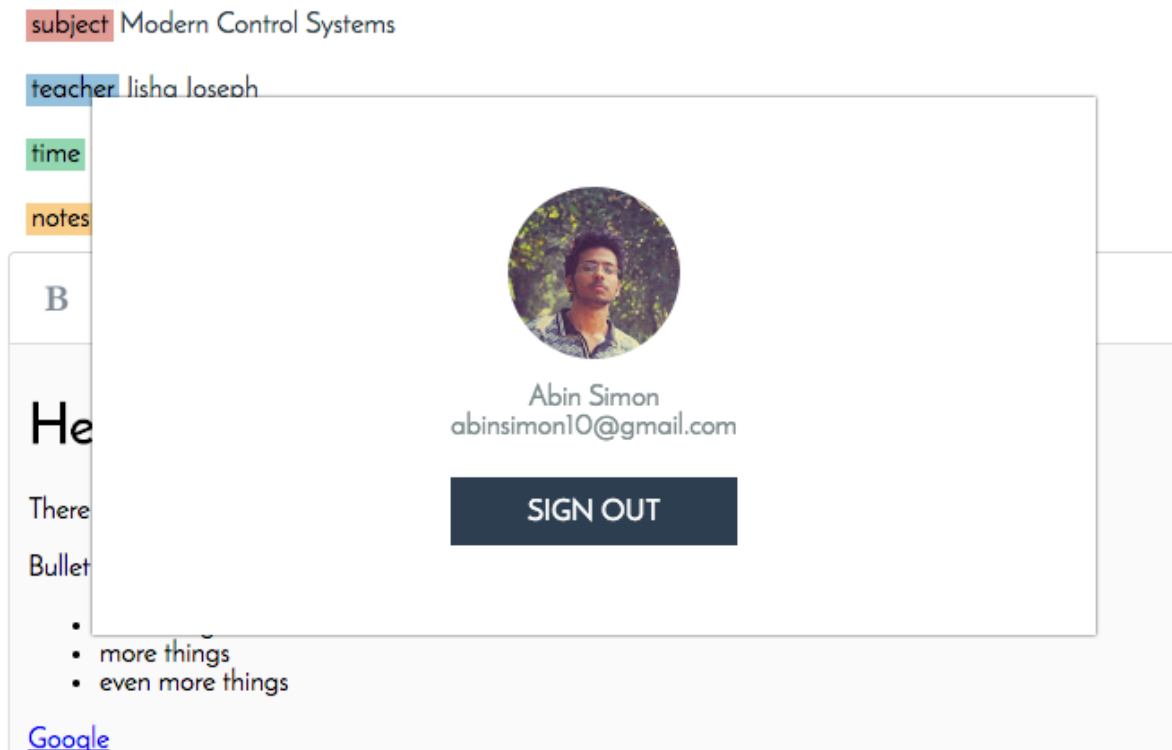 subject Modern Control Systems
teacher Jisha Joseph
time
notes
B
Abin Simon
abinsimon10@gmail.com
SIGN OUT
He
There
Bullet
more things
even more things
Google